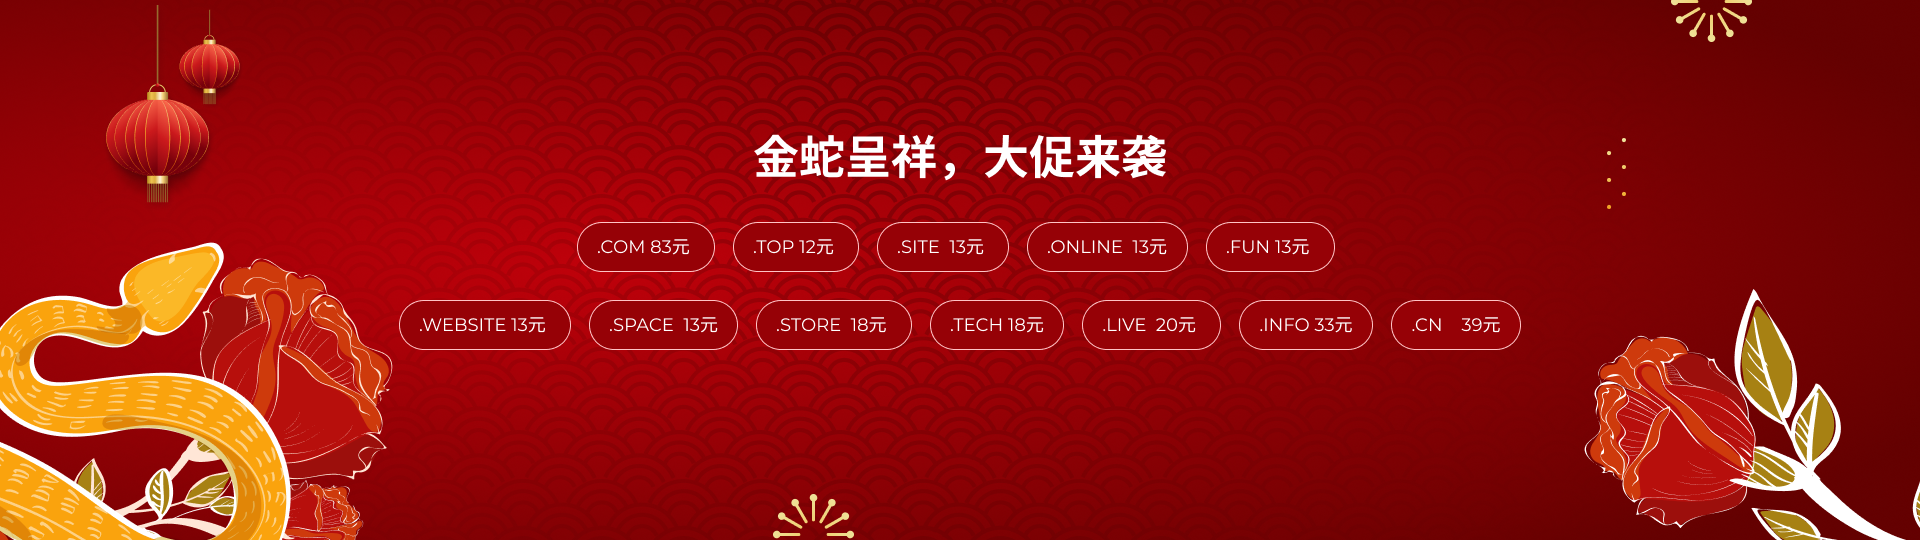 金蛇呈祥，大促来袭
.COM 83元 .TOP 12元 .SITE 13元 .ONLINE 13元 .FUN 13元
.WEBSITE 13元 .SPACE 13元 .STORE 18元 .TECH 18元 .LIVE 20元 .INFO 33元 .CN 39元